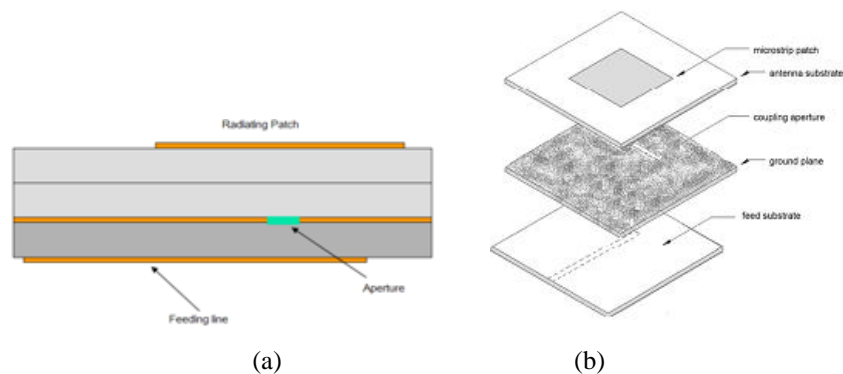 Radiating Patch
Aperture
Feeding line
microstrip patch
antenna substrate
coupling aperture
ground plane
feed substrate
(a)
(b)